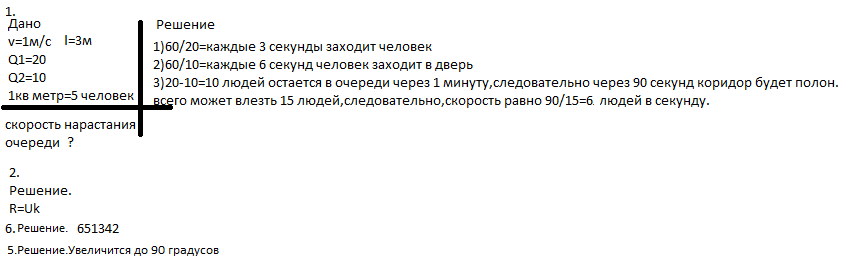 1.
Дано
v=1м/с l=3м
Q1=20
Q2=10
1кв метр=5 человек
скорость нарастания
очереди ?
Решение
1)60/20=каждые 3 секунды заходит человек
2)60/10=каждые 6 секунд человек заходит в дверь
3)20-10=10 людей остается в очереди через 1 минуту,следовательно через 90 секунд коридор будет полон.
всего может влезть 15 людей,следовательно,скорость равно 90/15=6 людей в секунду.
2.
Решение.
R=Uk
6.Решение. 651342
5.Решение.Увеличится до 90 градусов